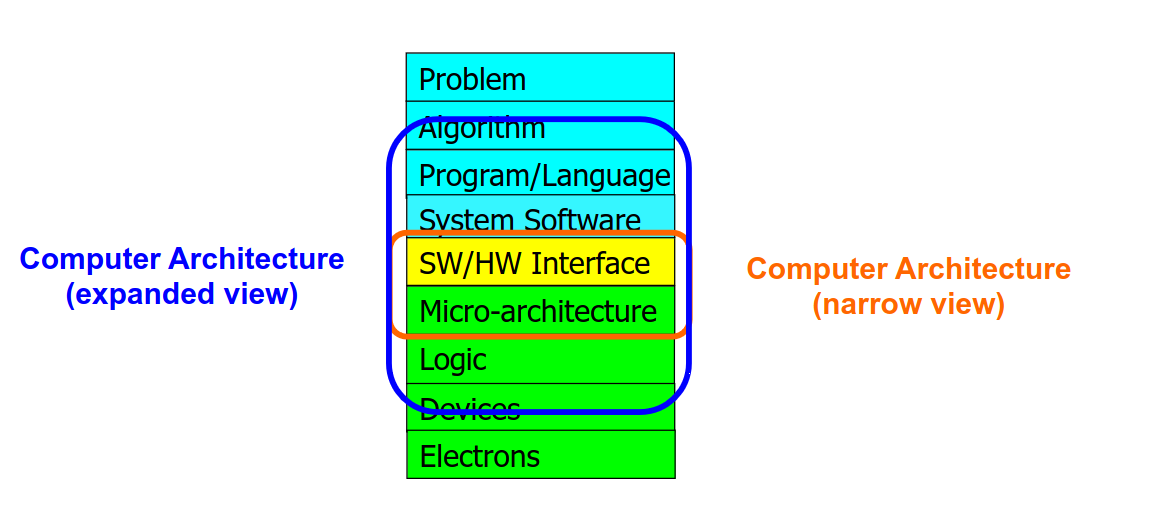 Problem
Algorithm
Program/Language
System Software
SW/HW Interface
Micro-architecture
Logic
Devices
Electrons
Computer Architecture
(expanded view)
Computer Architecture
(narrow view)